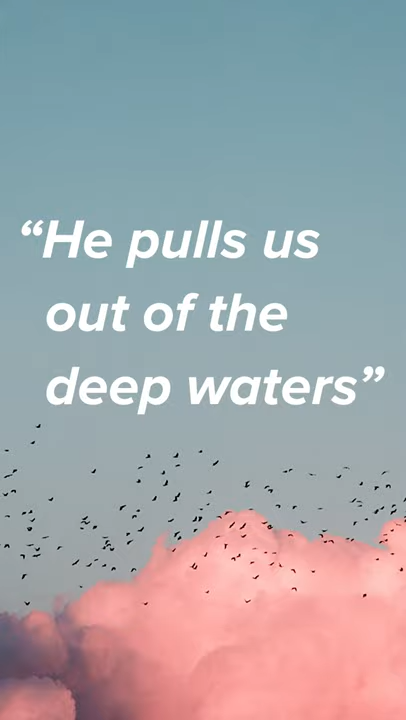 “He pulls us
out of the
deep waters”